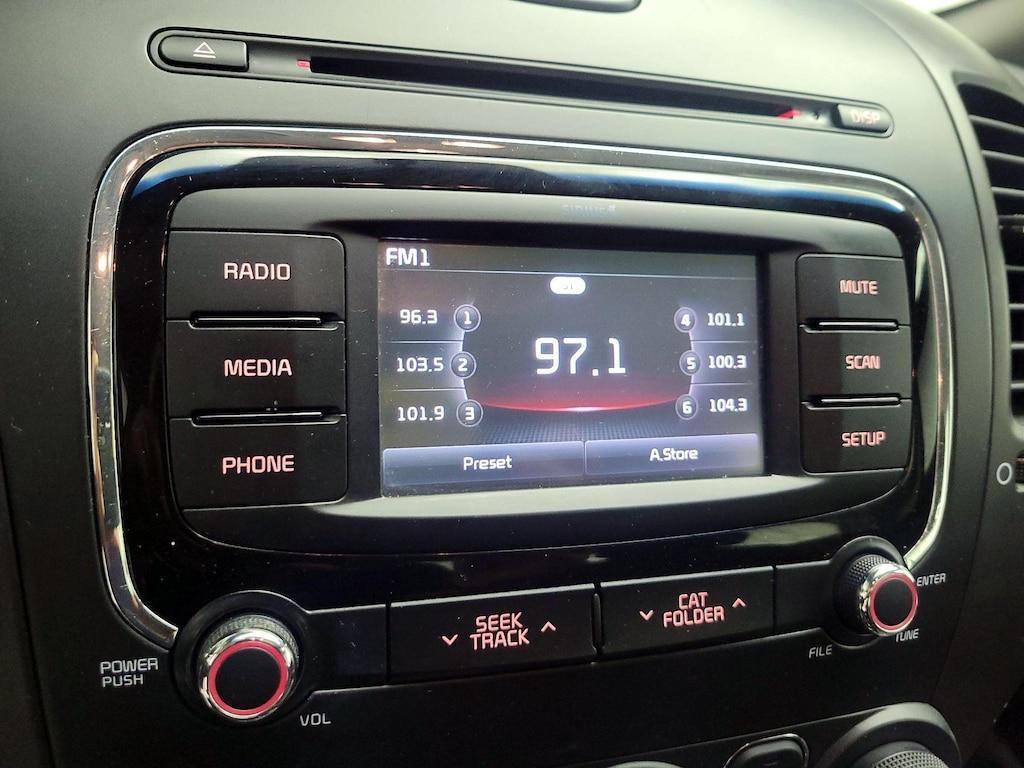 DISP
RADIO
MEDIA
PHONE
FM1
ST
96.3 1
103.5 2
101.9 3
97.1
4 101.1
5 100.3
6 104.3
Preset
A.Store
MUTE
SCAN
SETUP
POWER
PUSH
VOL
SEEK
TRACK
CAT
FOLDER
ENTER
TUNE
FILE